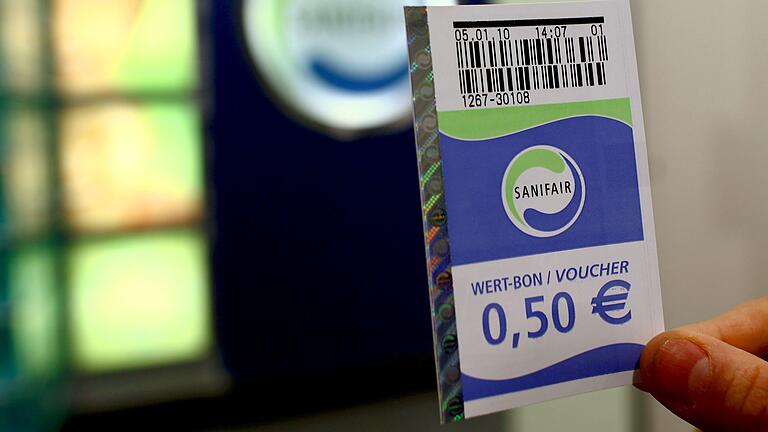 05.01.10 14:07 01
1267-30108
SANIFAIR
WERT-BON / VOUCHER
0,50 €